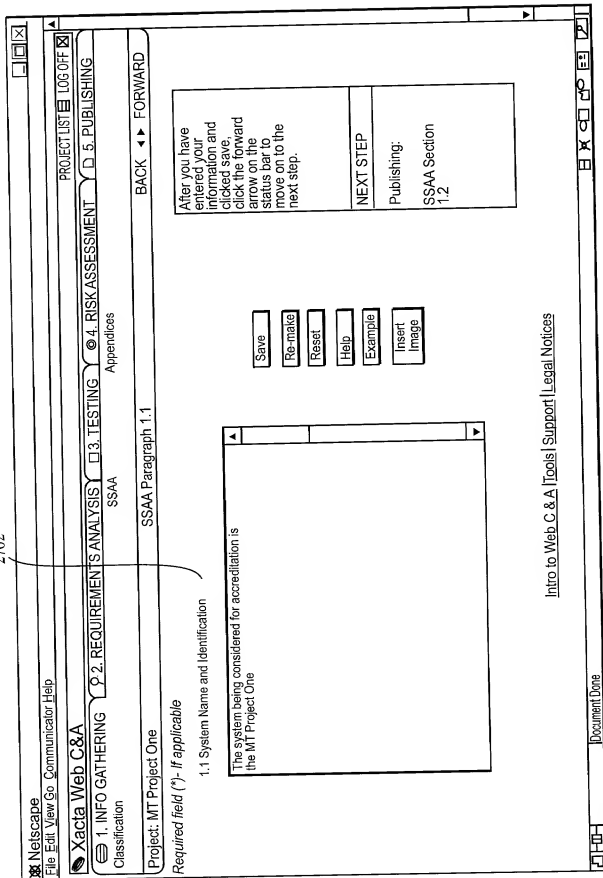 2702
Netscape
File Edit View Go Communicator Help
Xacta Web C&A
PROJECT LIST LOG OFF
1. INFO GATHERING 2. REQUIREMENTS ANALYSIS 3. TESTING 4. RISK ASSESSMENT 5. PUBLISHING
Classification SSAA Appendices
Project: MT Project One SSAA Paragraph 1.1 BACK FORWARD
Required field (*)- If applicable
1.1 System Name and Identification
The system being considered for accreditation is
the MT Project One
Save
Re-make
Reset
Help
Example
Insert
Image
After you have
entered your
information and
clicked save,
click the forward
arrow on the
status bar to
move on to the
next step.
NEXT STEP
Publishing:
SSAA Section
1.2
Intro to Web C & A |Tools| Support|Legal Notices
Document Done